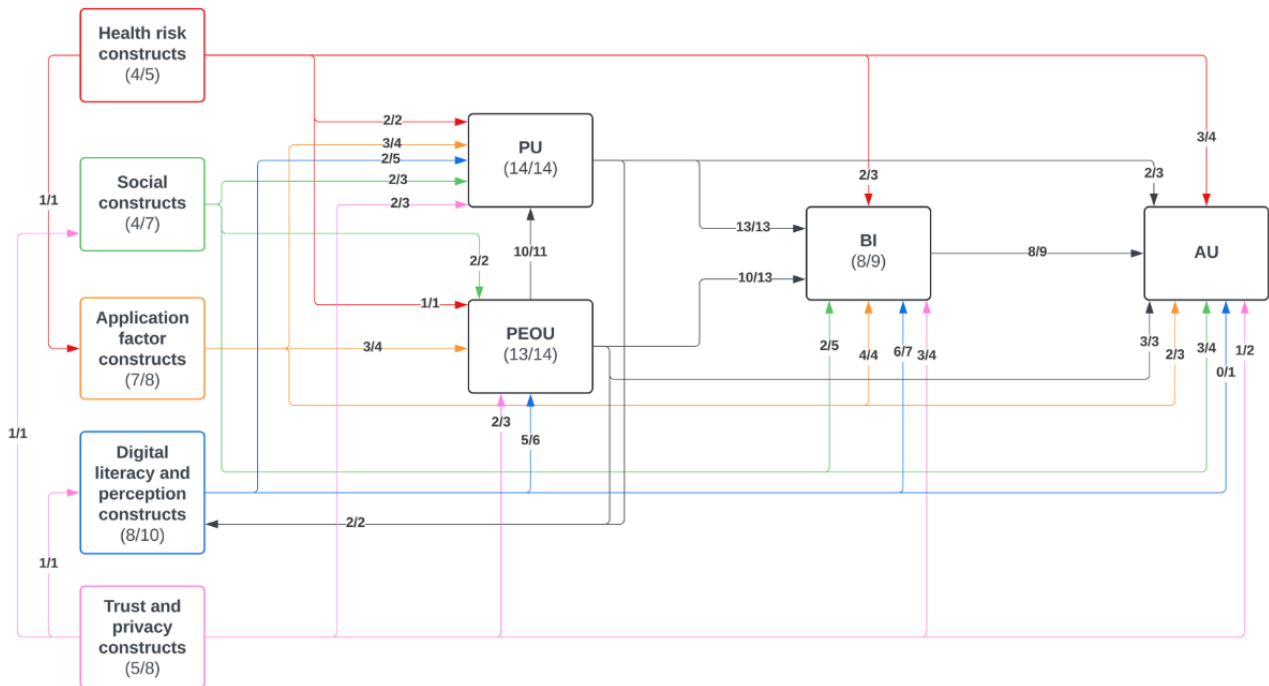 Health risk
constructs
(4/5)
2/2
PU
(14/14)
3/4
2/5
2/3
2/3
3/4
2/3
2/3
1/1
Social
constructs
(4/7)
2/3
13/13
BI
(8/9)
8/9
AU
10/11
2/2
10/13
1/1
PEOU
(13/14)
Application
factor
constructs
(7/8)
3/4
2/5
4/4
6/7
3/4
3/3
2/3
3/4
0/1
1/2
2/3
5/6
1/1
Digital
literacy and
perception
constructs
(8/10)
2/2
1/1
Trust and
privacy
constructs
(5/8)